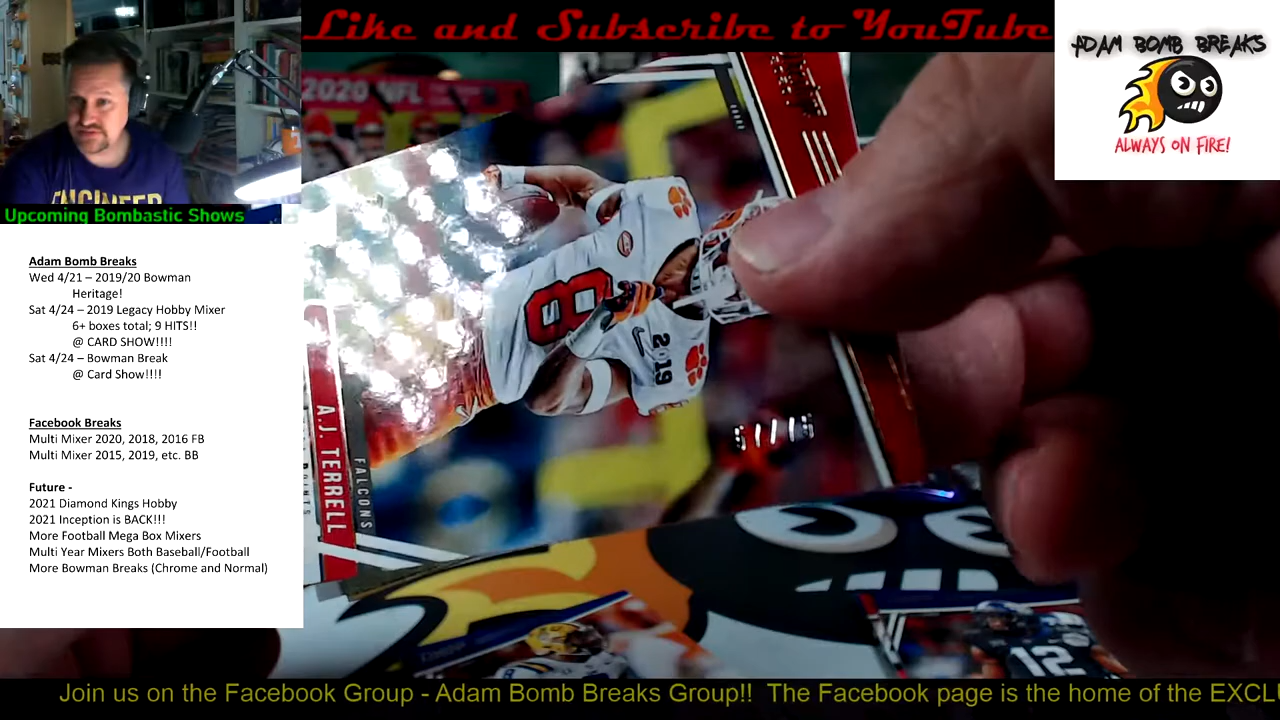 Like and Subscribe to YouTube
ADAM BOMB BREAKS
ALWAYS ON FIRE!
ENGINEER
Upcoming Bombastic Shows
Adam Bomb Breaks
Wed 4/21 – 2019/20 Bowman
Heritage!
Sat 4/24 – 2019 Legacy Hobby Mixer
6+ boxes total; 9 HITS!!
@ CARD SHOW!!!!
Sat 4/24 – Bowman Break
@ Card Show!!!!
Facebook Breaks
Multi Mixer 2020, 2018, 2016 FB
Multi Mixer 2015, 2019, etc. BB
Future -
2021 Diamond Kings Hobby
2021 Inception is BACK!!!
More Football Mega Box Mixers
Multi Year Mixers Both Baseball/Football
More Bowman Breaks (Chrome and Normal)
2020 NFL
8
2019
A.J. TERRELL
FALCONS
12
Join us on the Facebook Group - Adam Bomb Breaks Group!! The Facebook page is the home of the EXCLU